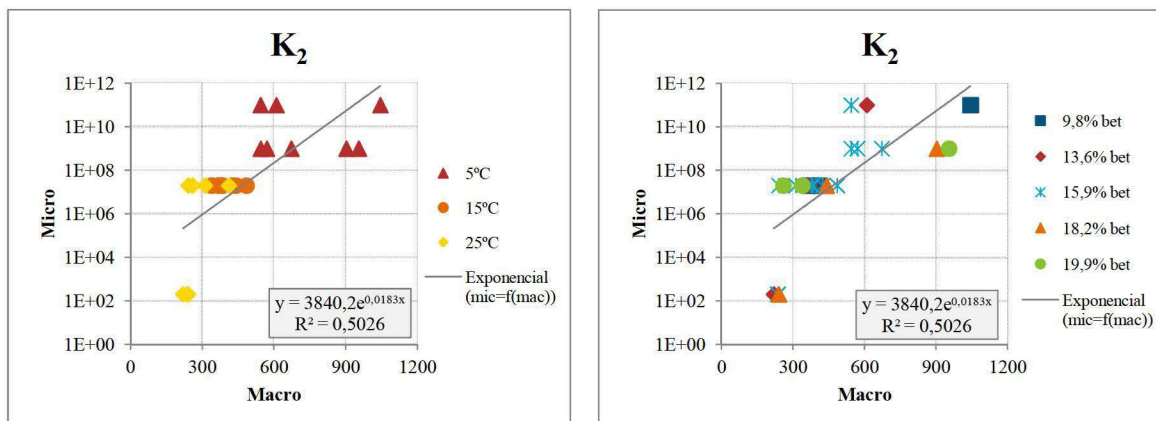 K2
1E+12
1E+10
1E+08
1E+06
1E+04
1E+02
1E+00
Micro
0 300 600 900 1200
Macro
5ºC
15ºC
25ºC
Exponencial
(mic=f(mac))
y = 3840,2e^0,0183x
R² = 0,5026
K2
1E+12
1E+10
1E+08
1E+06
1E+04
1E+02
1E+00
Micro
0 300 600 900 1200
Macro
9,8% bet
13,6% bet
15,9% bet
18,2% bet
19,9% bet
Exponencial
(mic=f(mac))
y = 3840,2e^0,0183x
R² = 0,5026